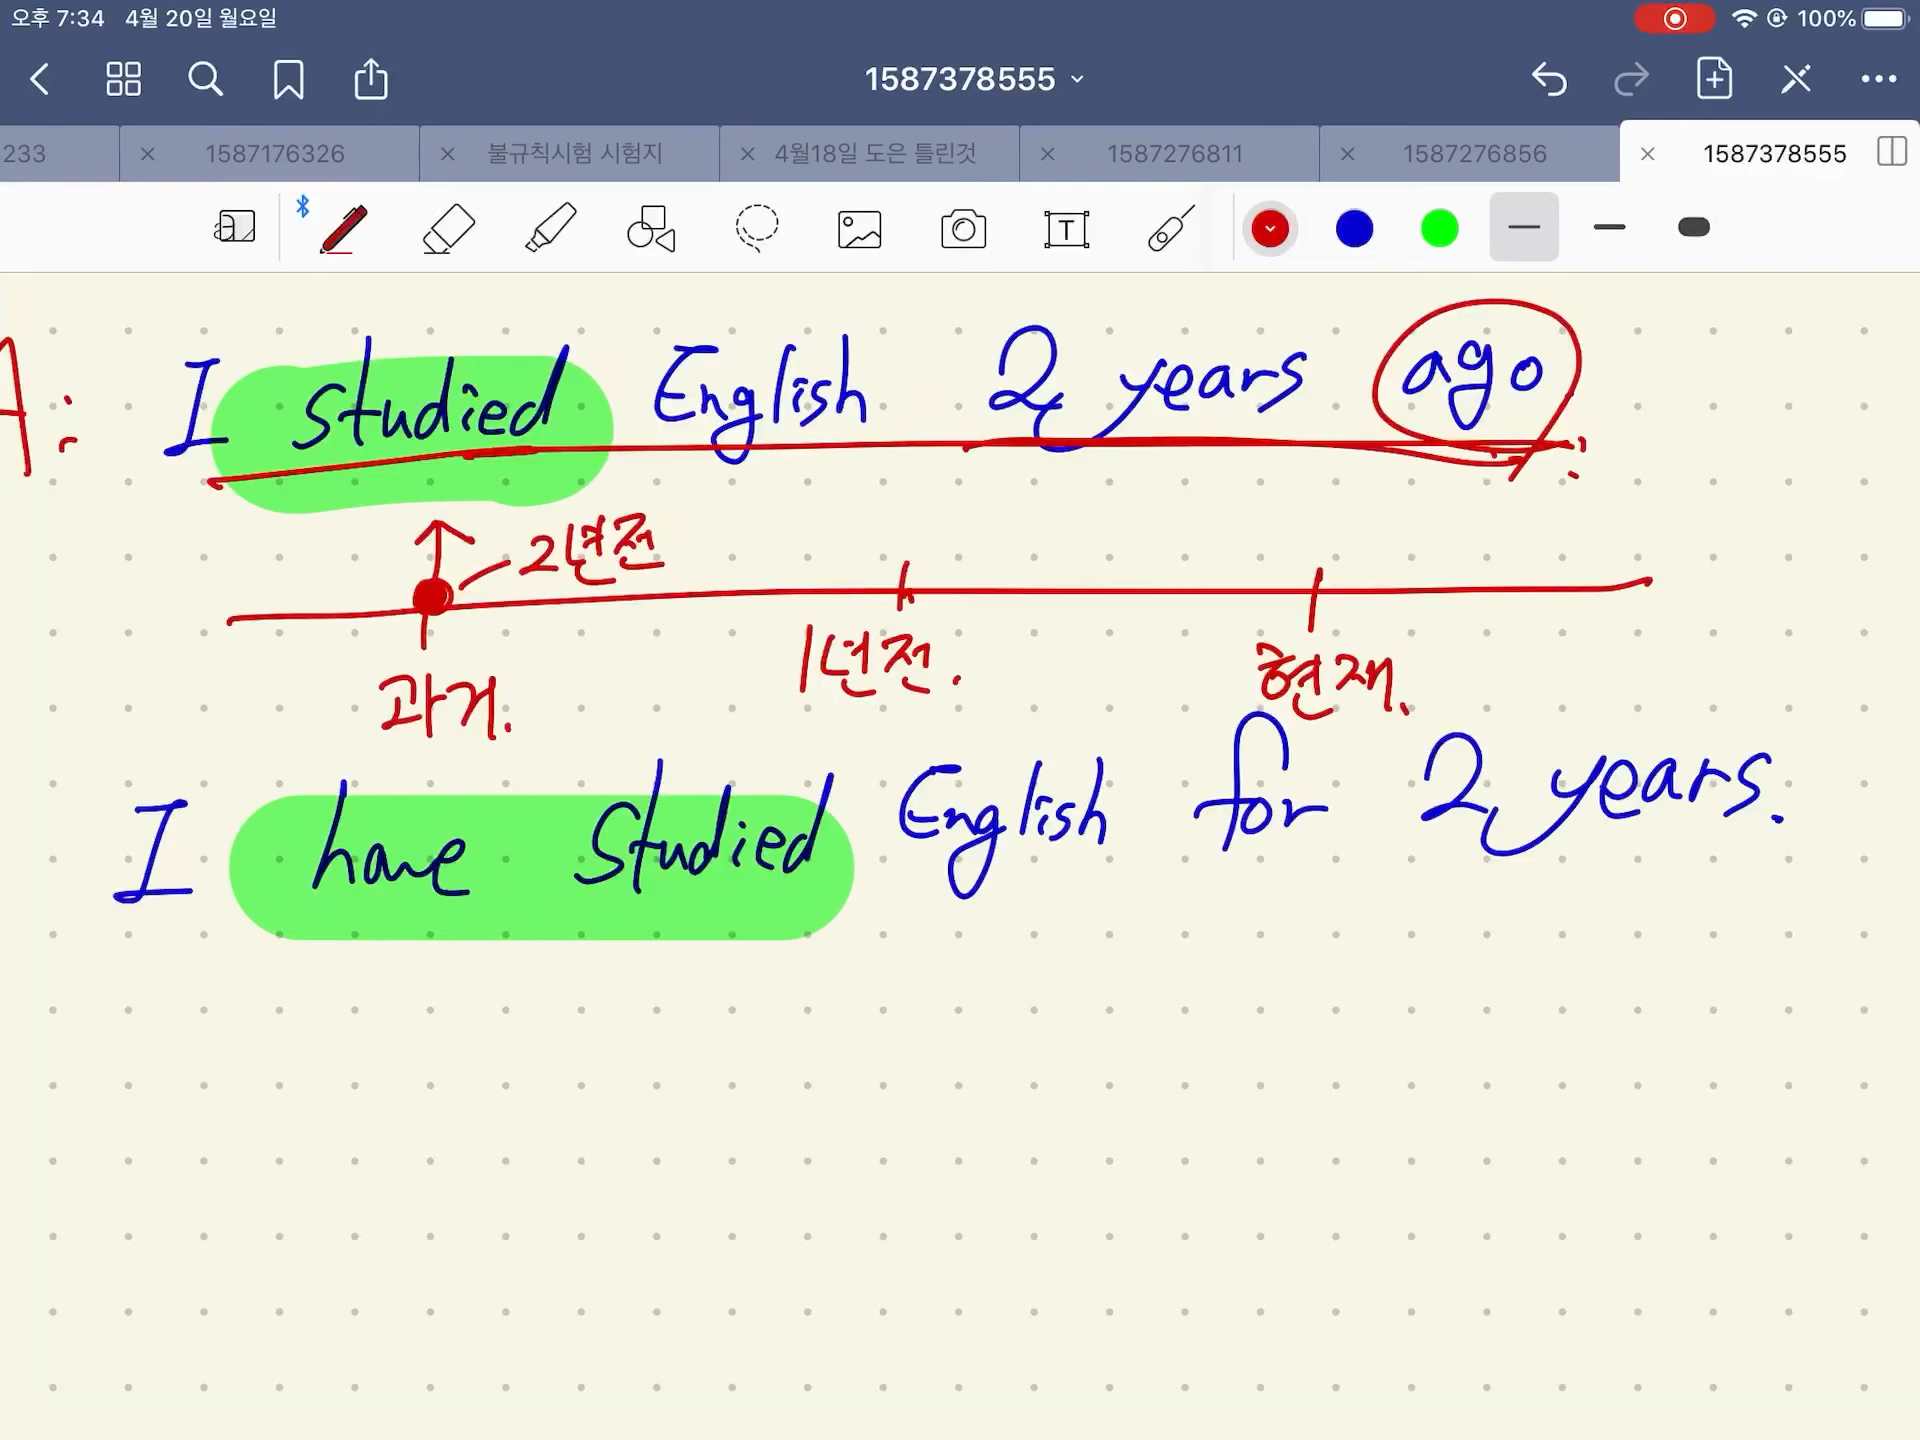 오후 7:34 4월 20일 월요일 100%
1587378555
233 1587176326 불규칙시험 시험지 4월18일 도은 틀린것 1587276811 1587276856 1587378555
A: I studied English 2 years ago
2년전
1년전.
현재.
과거.
I have studied English for 2 years.